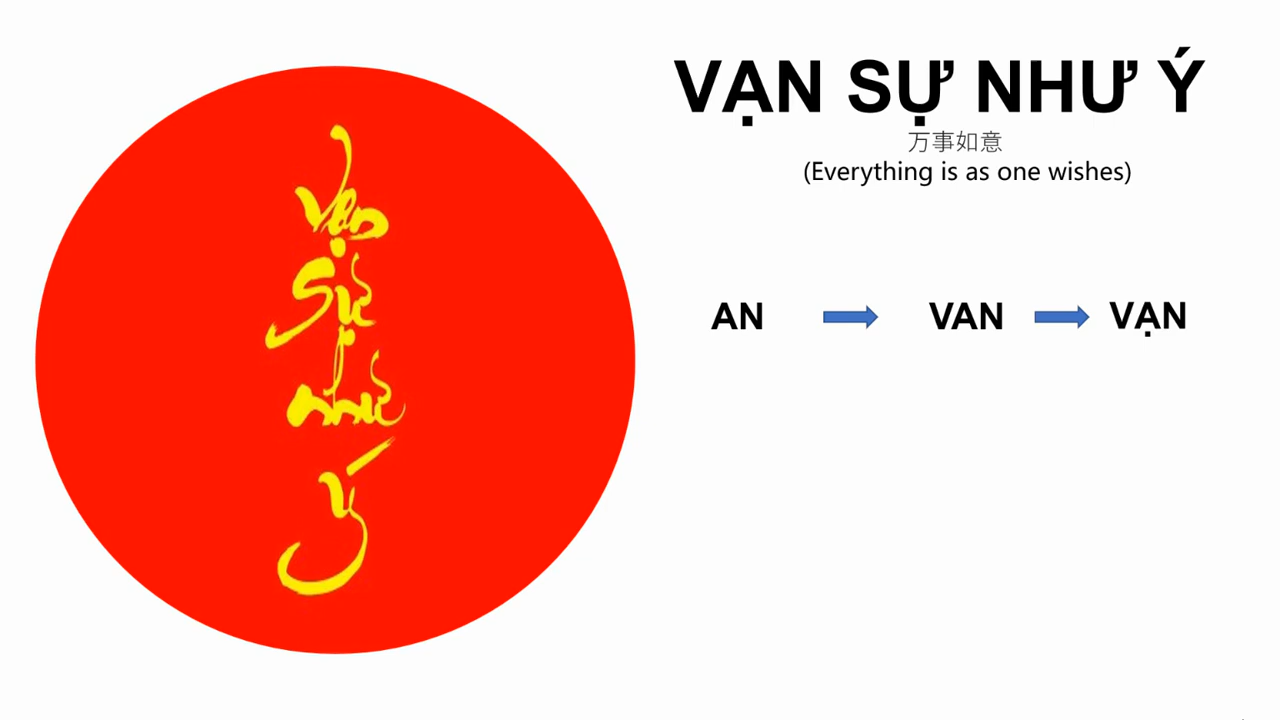 Vạn
Sự
như
ý
VẠN SỰ NHƯ Ý
万事如意
(Everything is as one wishes)
AN VAN VẠN